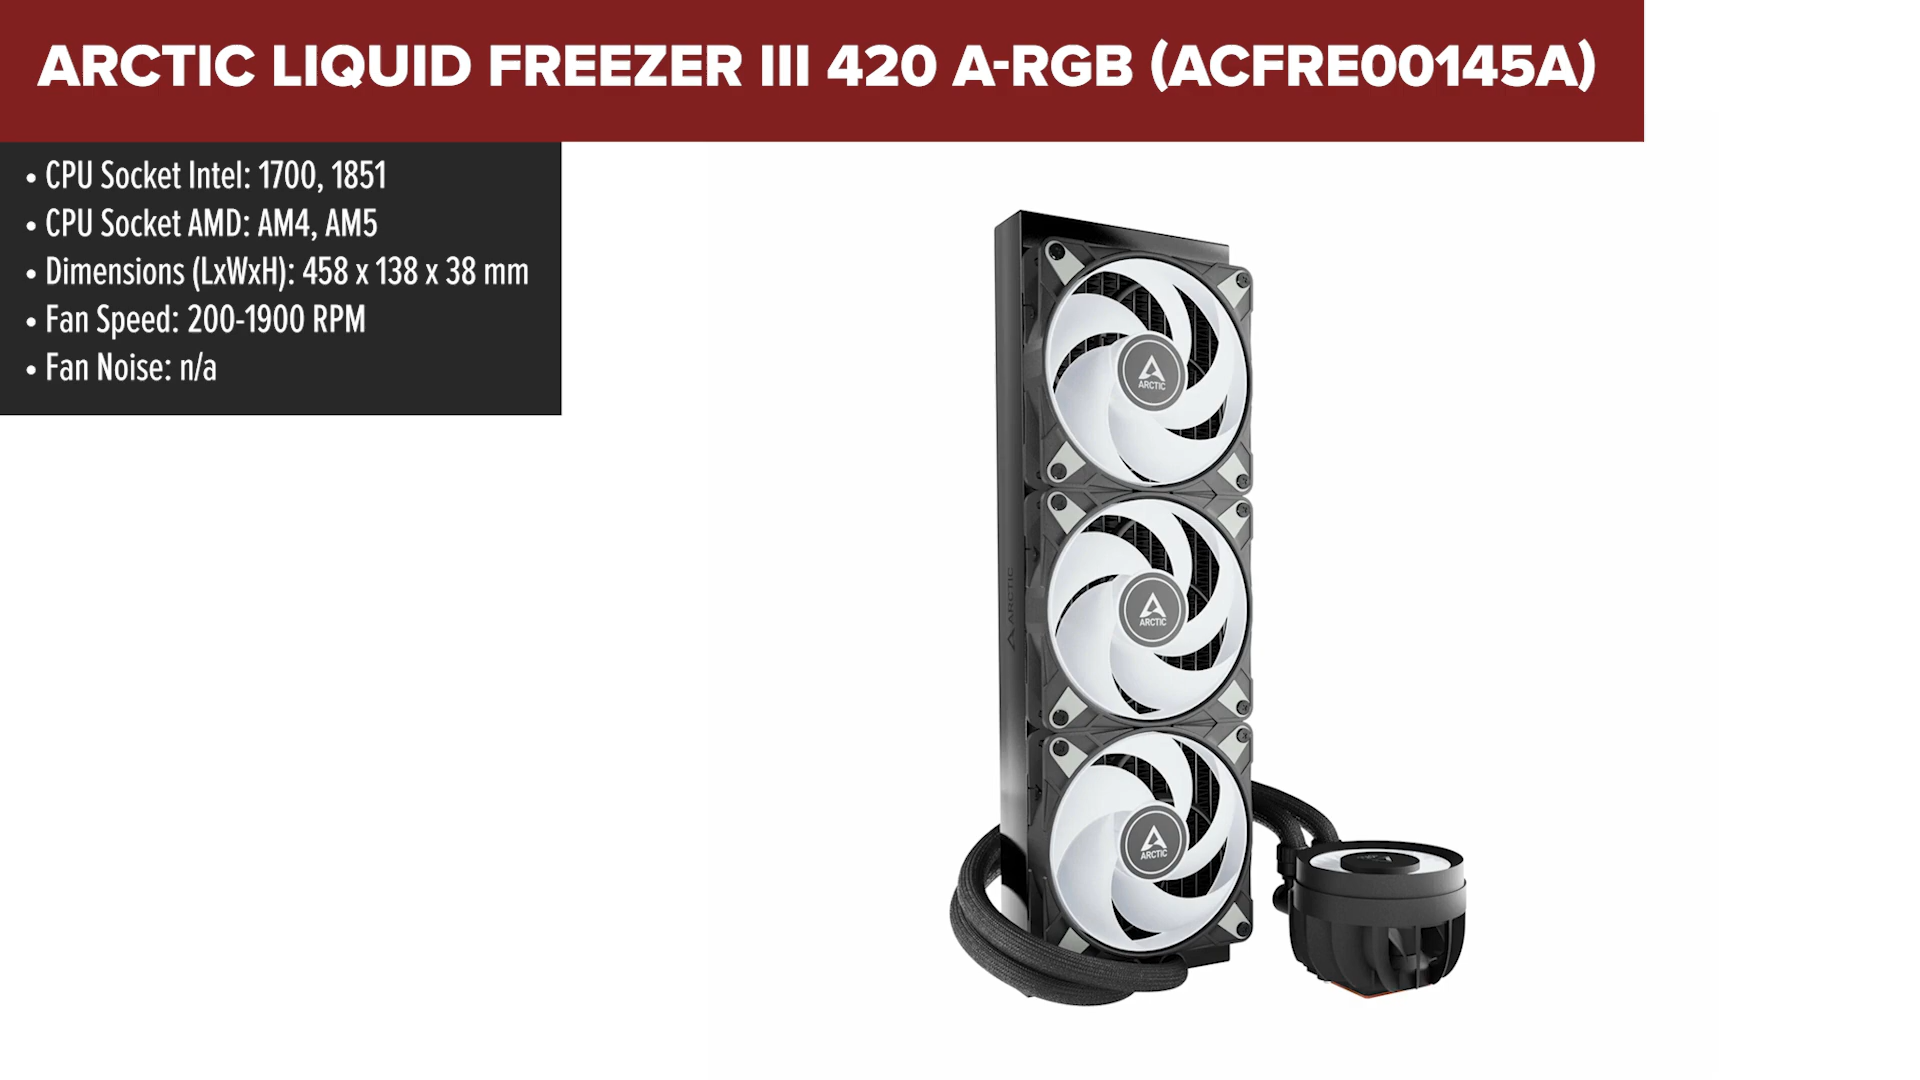 ARCTIC LIQUID FREEZER III 420 A-RGB (ACFRE00145A)
• CPU Socket Intel: 1700, 1851
• CPU Socket AMD: AM4, AM5
• Dimensions (LxWxH): 458 x 138 x 38 mm
• Fan Speed: 200-1900 RPM
• Fan Noise: n/a
ARCTIC
ARCTIC
ARCTIC
ARCTIC